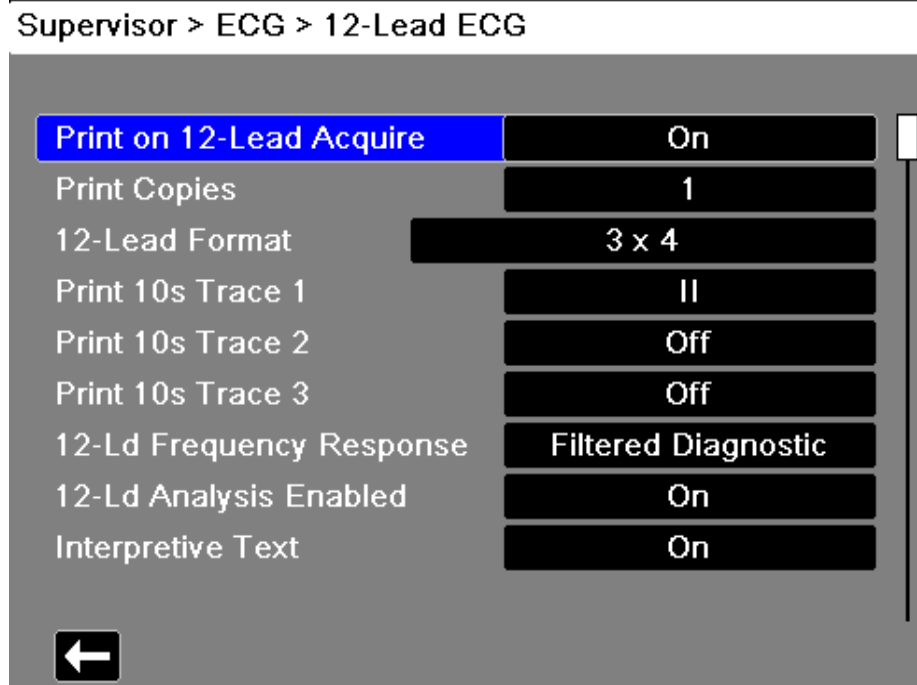 Supervisor > ECG > 12-Lead ECG
Print on 12-Lead Acquire On
Print Copies 1
12-Lead Format 3 x 4
Print 10s Trace 1 II
Print 10s Trace 2 Off
Print 10s Trace 3 Off
12-Ld Frequency Response Filtered Diagnostic
12-Ld Analysis Enabled On
Interpretive Text On